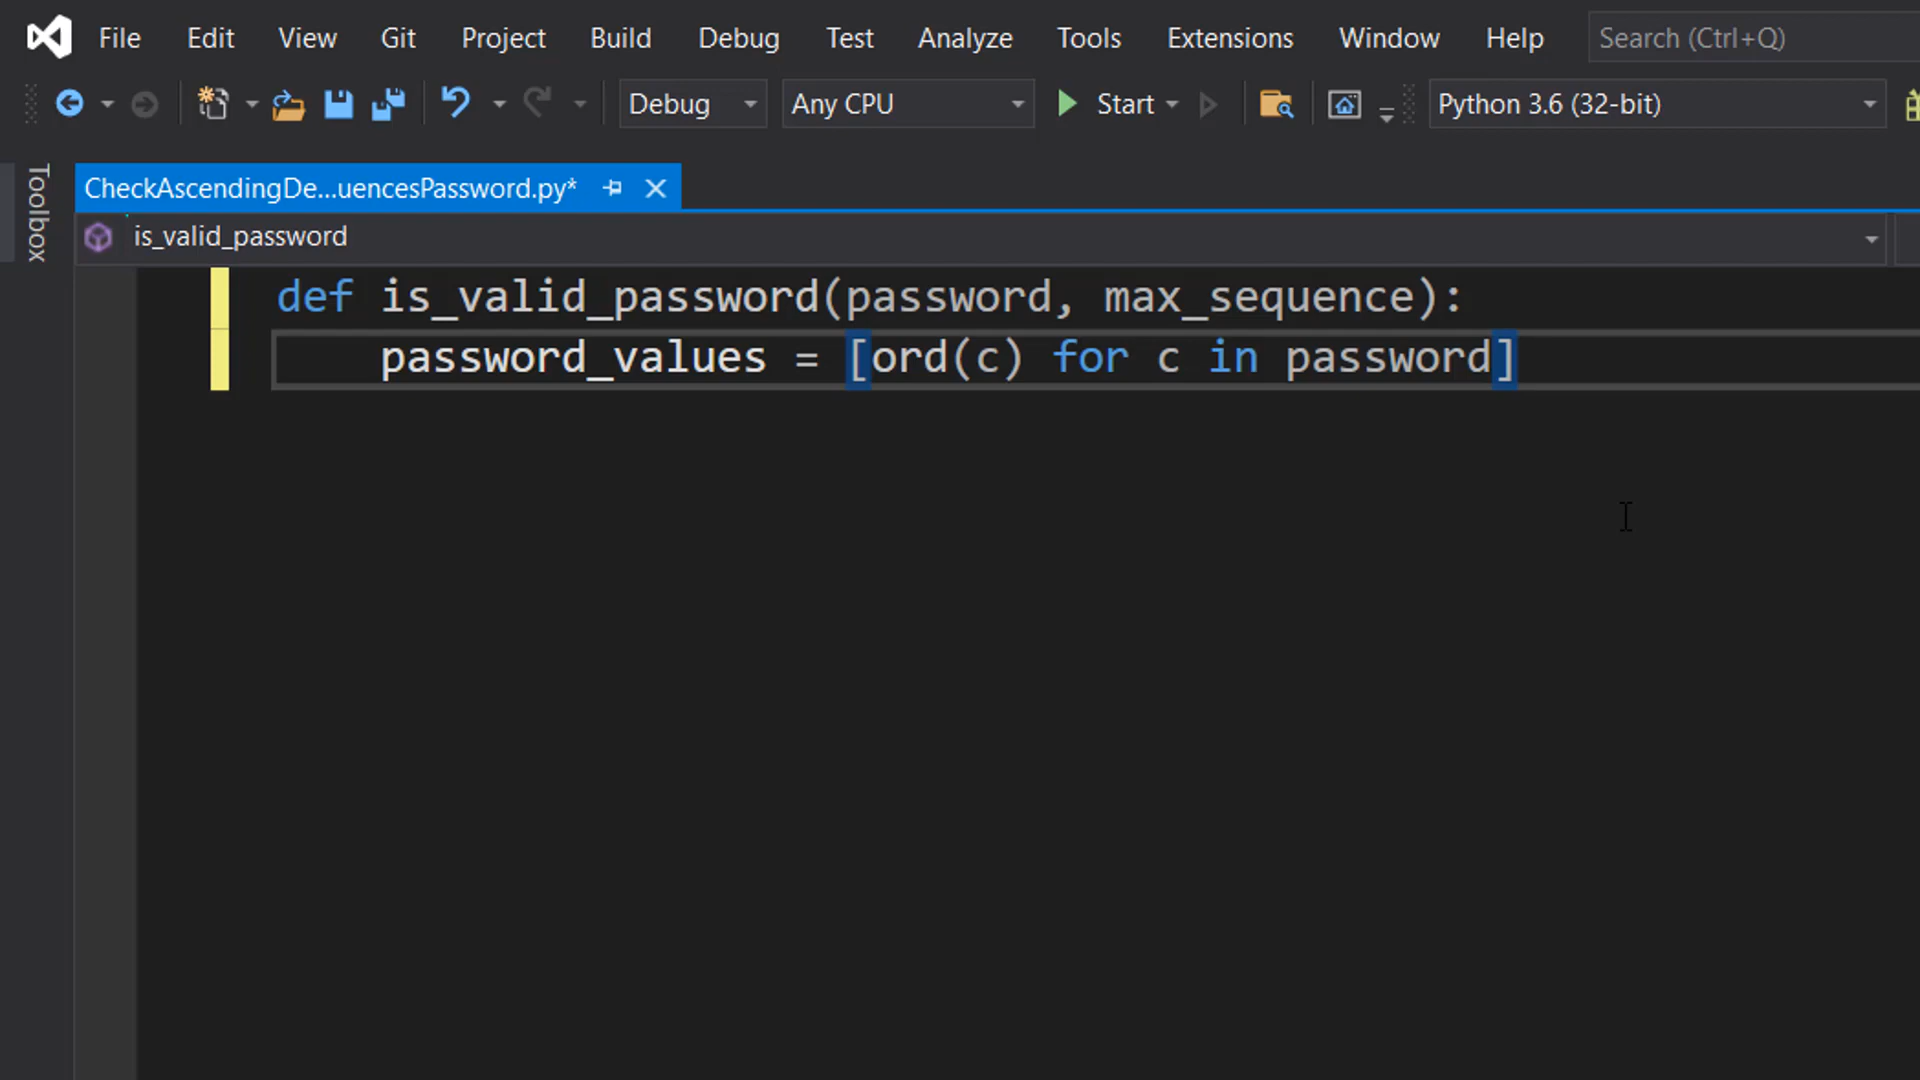 File Edit View Git Project Build Debug Test Analyze Tools Extensions Window Help Search (Ctrl+Q)
Debug Any CPU Start Python 3.6 (32-bit)
Toolbox
CheckAscendingDe...uencesPassword.py*
is_valid_password
def is_valid_password(password, max_sequence):
    password_values = [ord(c) for c in password]